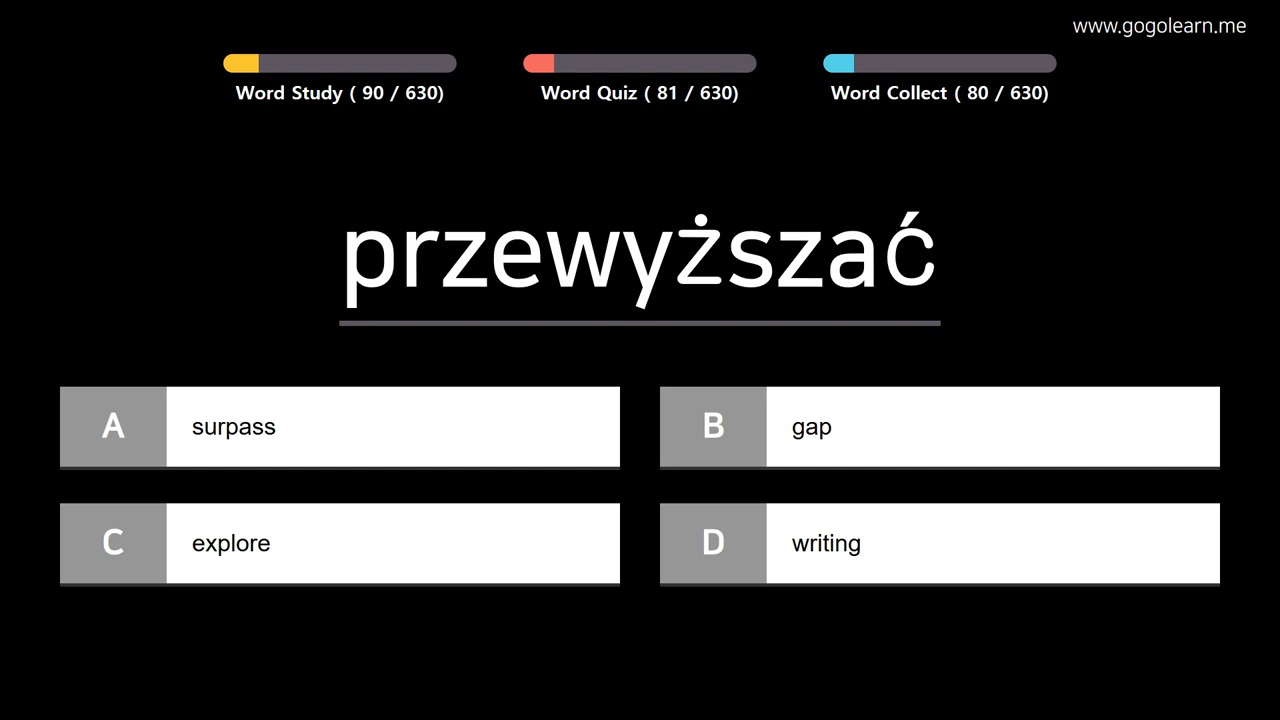 www.gogolearn.me
Word Study ( 90 / 630)
Word Quiz ( 81 / 630)
Word Collect ( 80 / 630)
przewyższać
A surpass
B gap
C explore
D writing